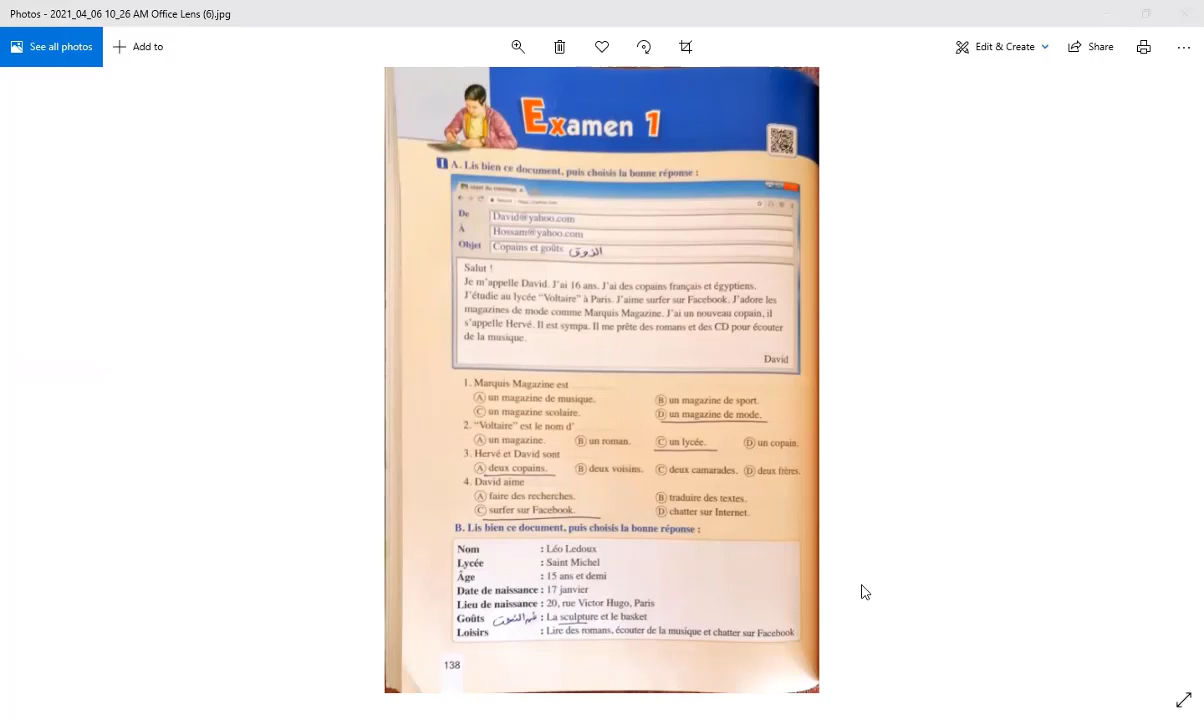 Photos - 2021_04_06 10_26 AM Office Lens (6).jpg
See all photos
Add to
Edit & Create
Share
Examen 1
1 A. Lis bien ce document, puis choisis la bonne réponse :
De David@yahoo.com
À Hossam@yahoo.com
Objet Copains et goûts الذوق
Salut !
Je m'appelle David. J'ai 16 ans. J'ai des copains français et égyptiens.
J'étudie au lycée "Voltaire" à Paris. J'aime surfer sur Facebook. J'adore les
magazines de mode comme Marquis Magazine. J'ai un nouveau copain, il
s'appelle Hervé. Il est sympa. Il me prête des romans et des CD pour écouter
de la musique.
David
1. Marquis Magazine est
A un magazine de musique. B un magazine de sport.
C un magazine scolaire. D un magazine de mode.
2. "Voltaire" est le nom d'
A un magazine. B un roman. C un lycée. D un copain.
3. Hervé et David sont
A deux copains. B deux voisins. C deux camarades. D deux frères.
4. David aime
A faire des recherches. B traduire des textes.
C surfer sur Facebook. D chatter sur Internet.
B. Lis bien ce document, puis choisis la bonne réponse :
Nom : Léo Ledoux
Lycée : Saint Michel
Âge : 15 ans et demi
Date de naissance : 17 janvier
Lieu de naissance : 20, rue Victor Hugo, Paris
Goûts : La sculpture et le basket
Loisirs : Lire des romans, écouter de la musique et chatter sur Facebook
138